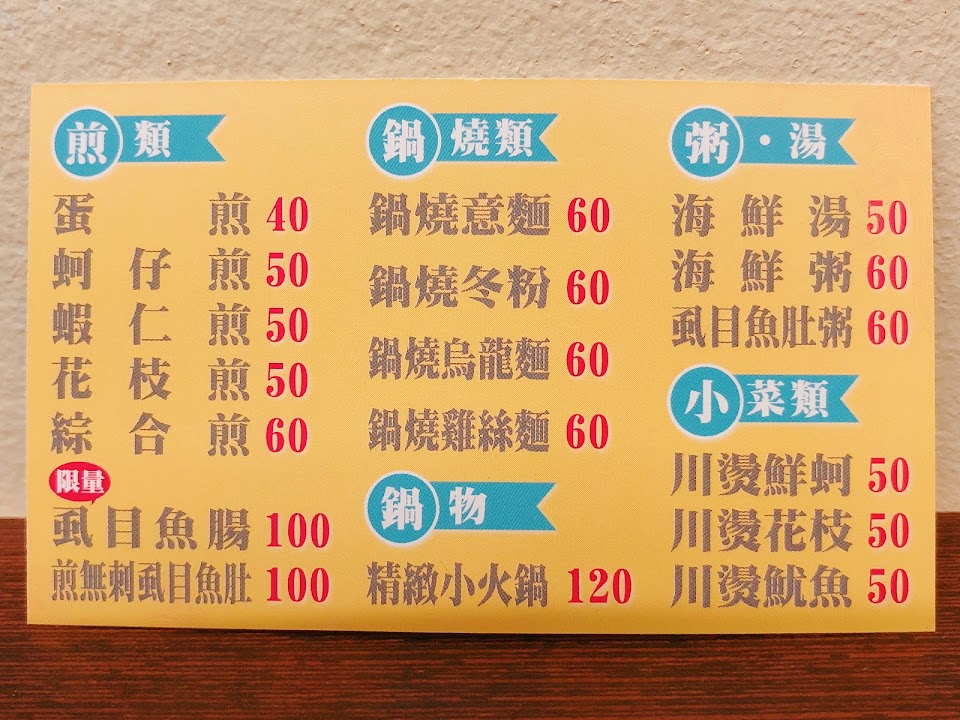 煎類
蛋煎 40
蚵仔煎 50
蝦仁煎 50
花枝煎 50
綜合煎 60
限量
虱目魚腸 100
煎無刺虱目魚肚 100
鍋燒類
鍋燒意麵 60
鍋燒冬粉 60
鍋燒烏龍麵 60
鍋燒雞絲麵 60
鍋物
精緻小火鍋 120
粥・湯
海鮮湯 50
海鮮粥 60
虱目魚肚粥 60
小菜類
川燙鮮蚵 50
川燙花枝 50
川燙魷魚 50